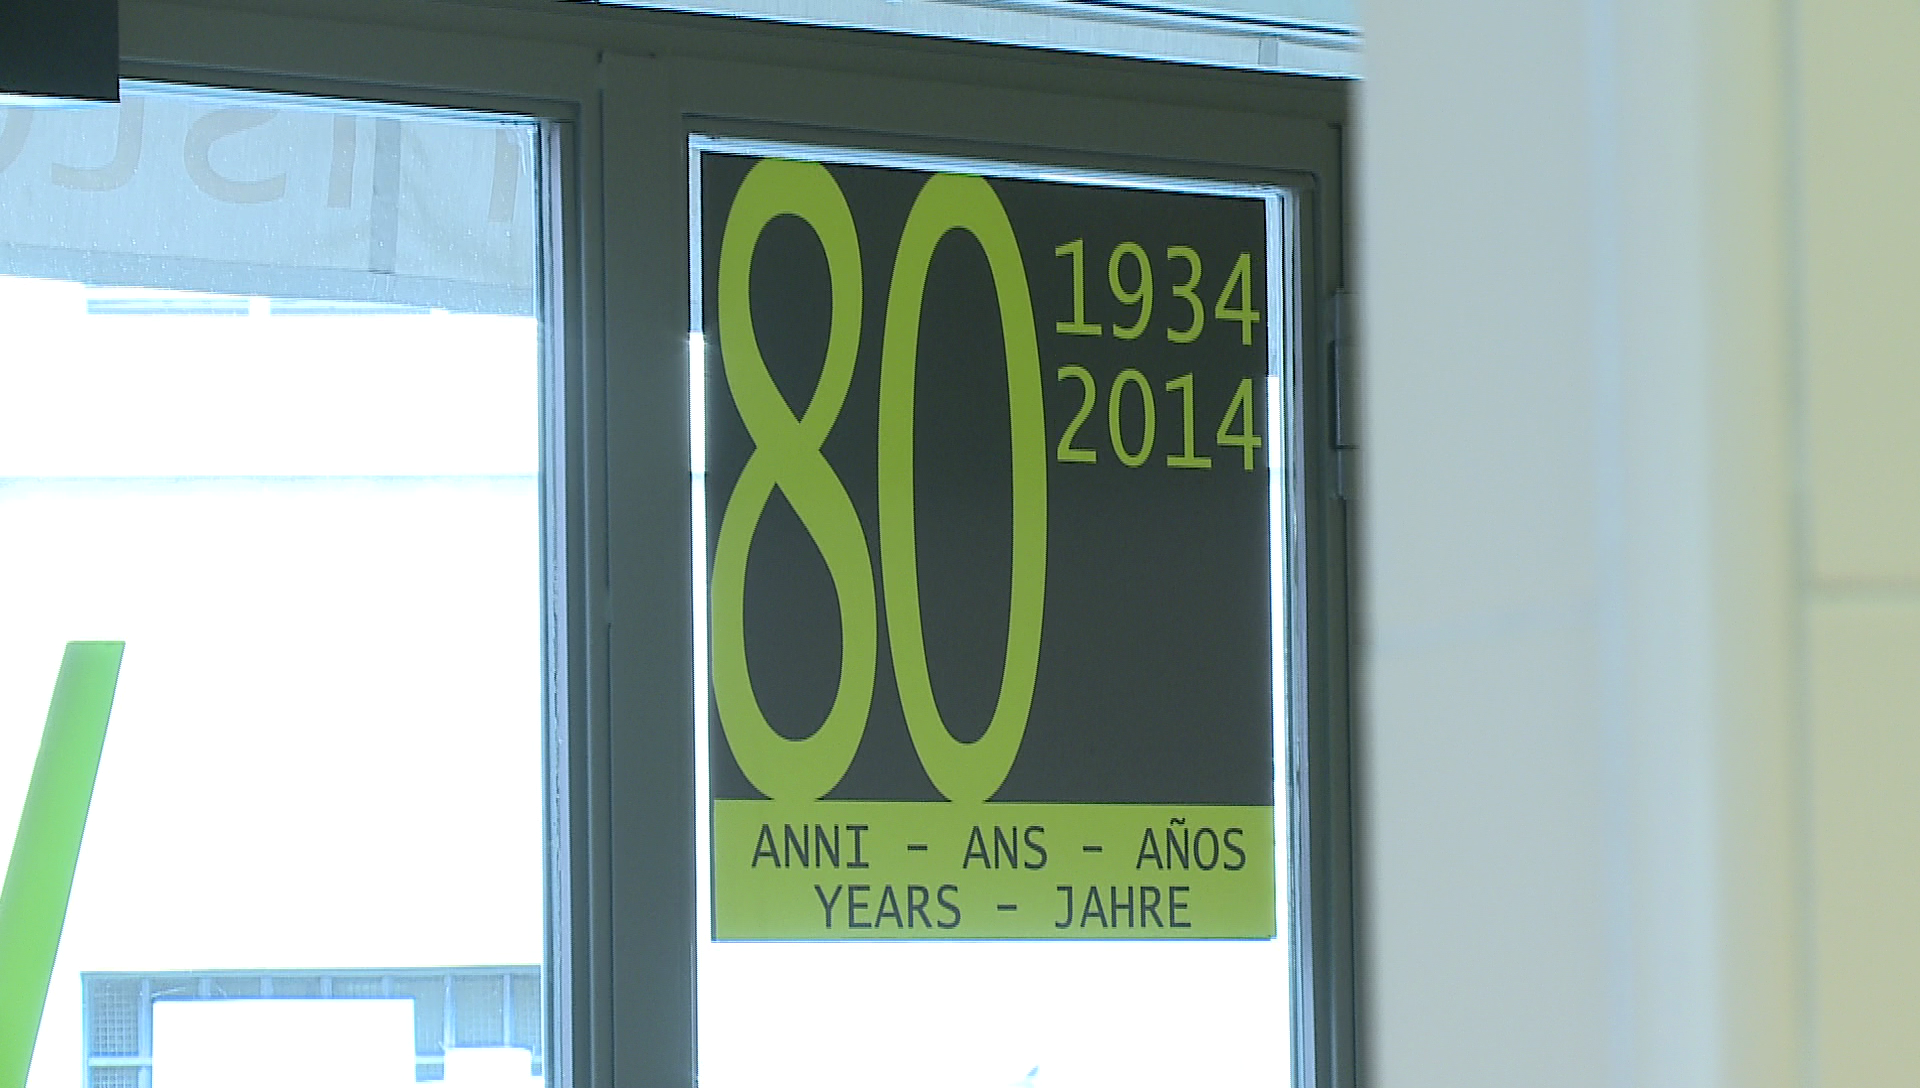 80
1934
2014
ANNI - ANS - AÑOS
YEARS - JAHRE